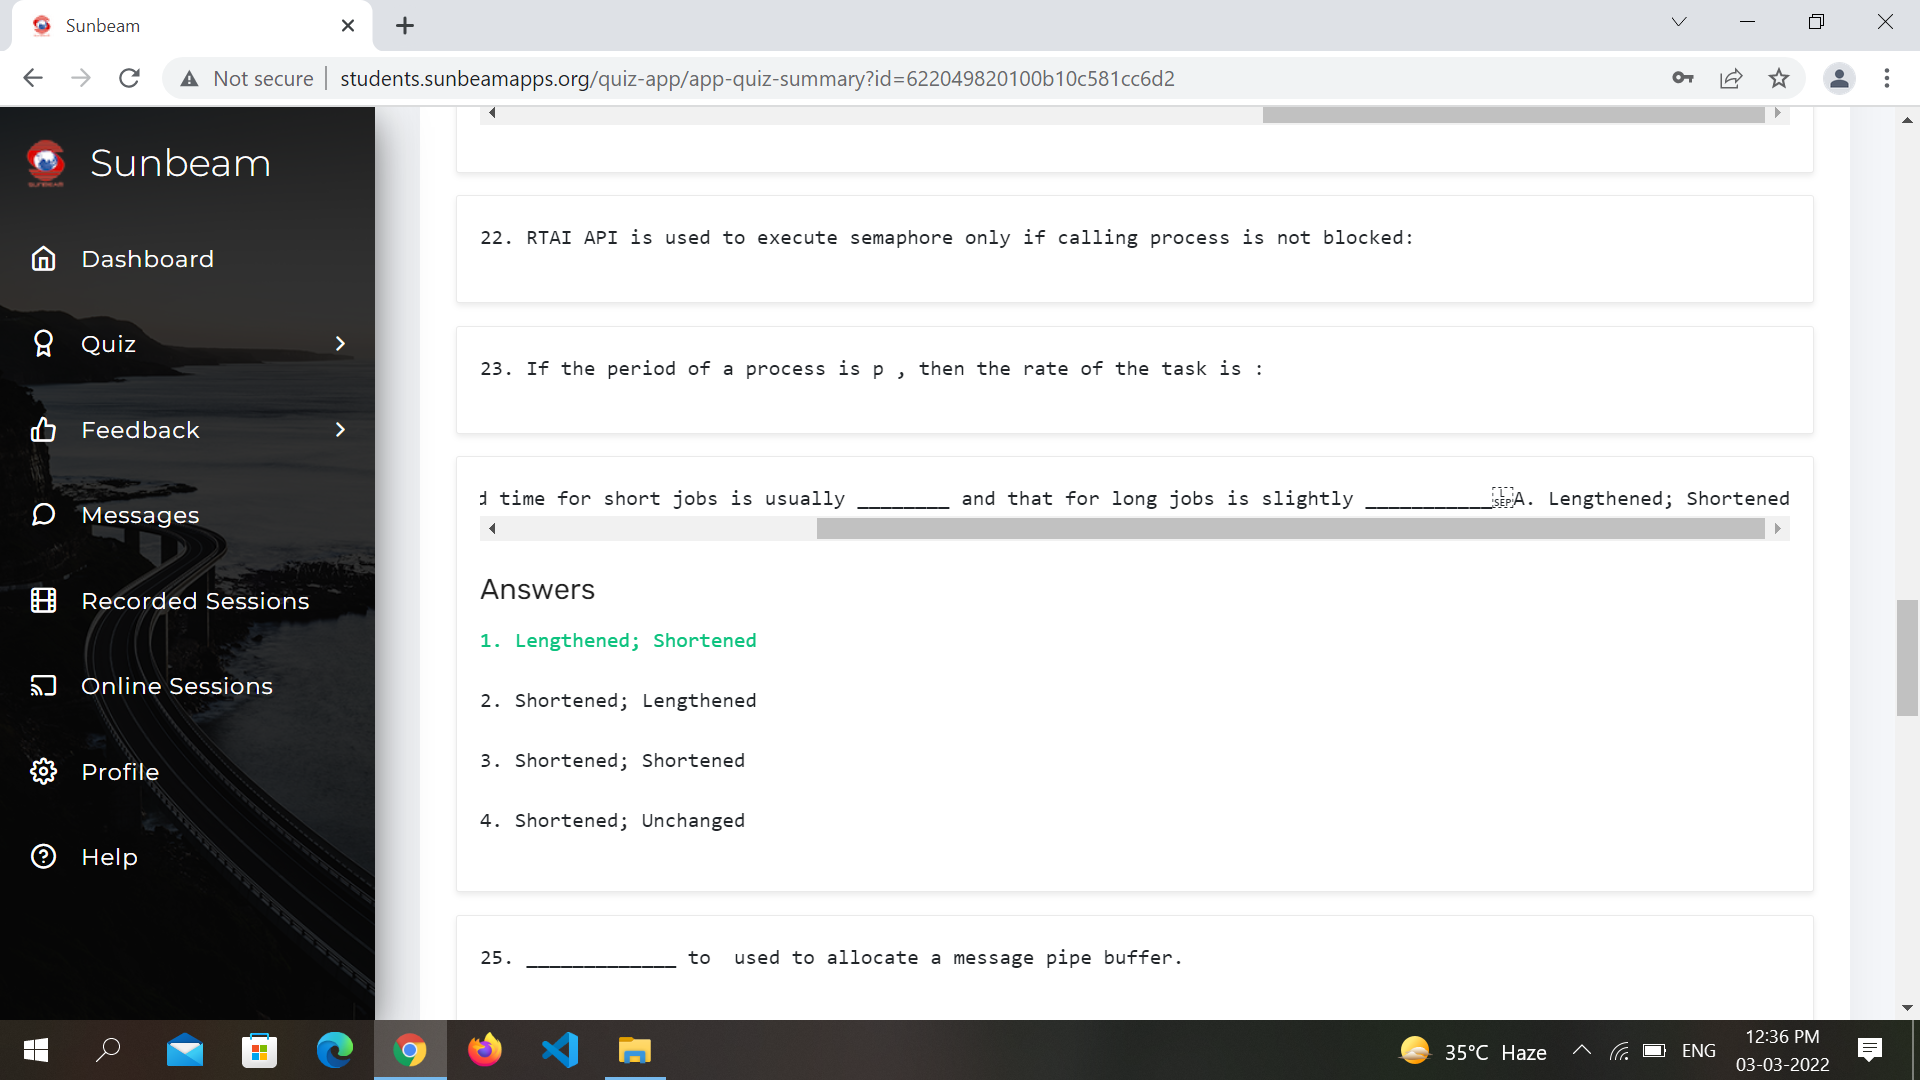 Sunbeam
Not secure
students.sunbeamapps.org/quiz-app/app-quiz-summary?id=622049820100b10c581cc6d2
SUNBEAM
Sunbeam
Dashboard
Quiz
Feedback
Messages
Recorded Sessions
Online Sessions
Profile
Help
22. RTAI API is used to execute semaphore only if calling process is not blocked:
23. If the period of a process is p , then the rate of the task is :
d time for short jobs is usually ________ and that for long jobs is slightly ___________ L SEP A. Lengthened; Shortened
Answers
1. Lengthened; Shortened
2. Shortened; Lengthened
3. Shortened; Shortened
4. Shortened; Unchanged
25. _____________ to  used to allocate a message pipe buffer.
35°C Haze
ENG
12:36 PM
03-03-2022